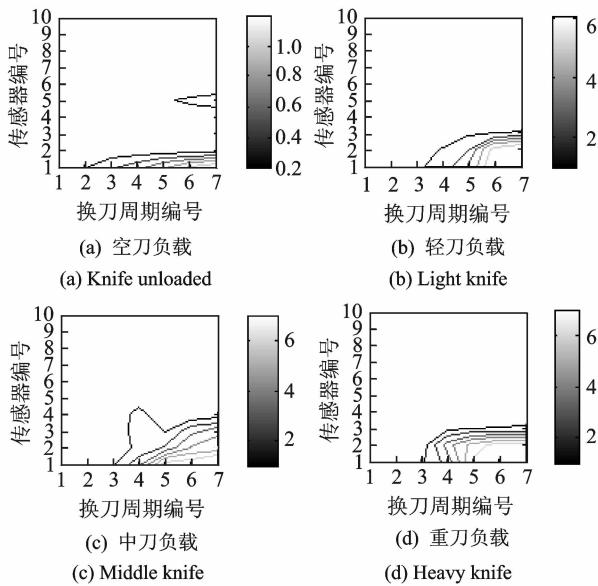 10
9
8
7
6
5
4
3
2
1
传感器编号
1 2 3 4 5 6 7
换刀周期编号
1.0
0.8
0.6
0.4
0.2
(a) 空刀负载
(a) Knife unloaded
10
9
8
7
6
5
4
3
2
1
传感器编号
1 2 3 4 5 6 7
换刀周期编号
6
4
2
(b) 轻刀负载
(b) Light knife
10
9
8
7
6
5
4
3
2
1
传感器编号
1 2 3 4 5 6 7
换刀周期编号
6
4
2
(c) 中刀负载
(c) Middle knife
10
9
8
7
6
5
4
3
2
1
传感器编号
1 2 3 4 5 6 7
换刀周期编号
6
4
2
(d) 重刀负载
(d) Heavy knife